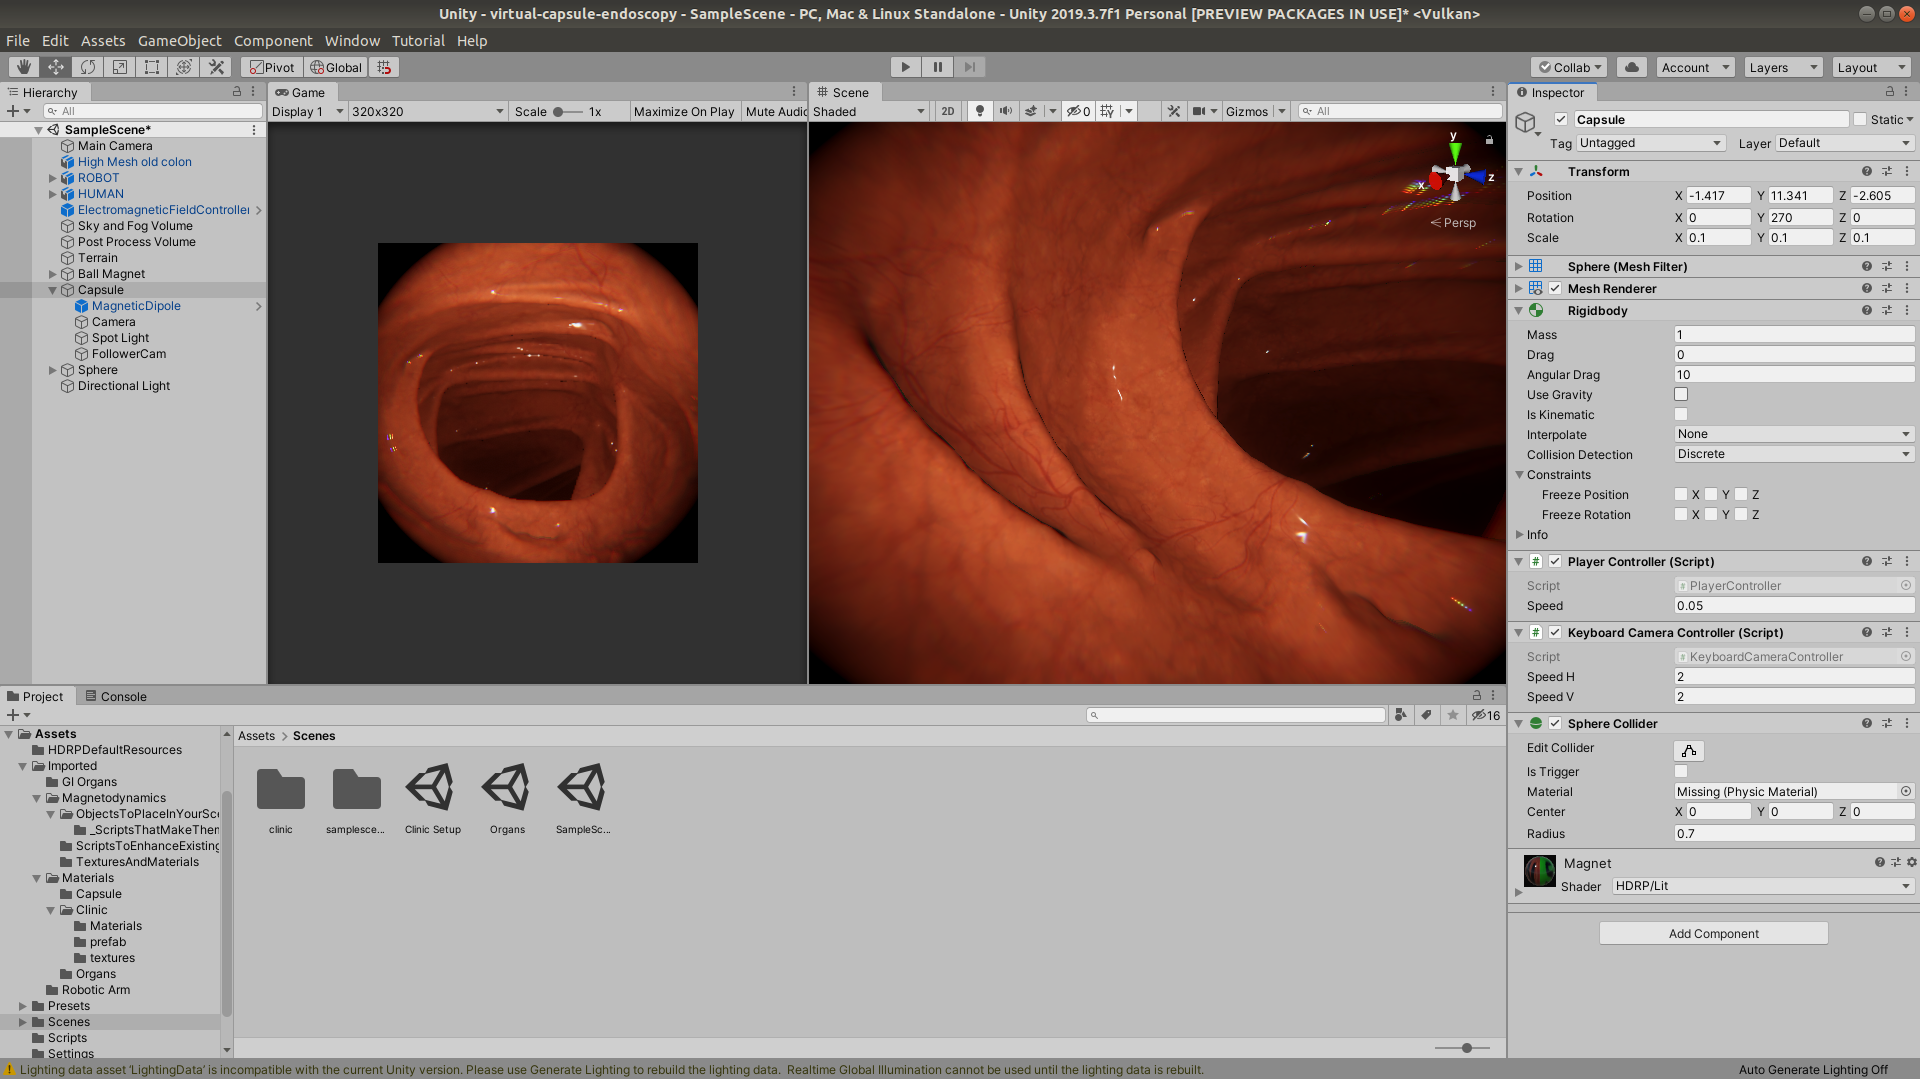 Unity - virtual-capsule-endoscopy - SampleScene - PC, Mac & Linux Standalone - Unity 2019.3.7f1 Personal [PREVIEW PACKAGES IN USE]* <Vulkan>
File Edit Assets GameObject Component Window Tutorial Help
Pivot Global Collab Account Layers Layout
Hierarchy
All
SampleScene*
Main Camera
High Mesh old colon
ROBOT
HUMAN
ElectromagneticFieldController
Sky and Fog Volume
Post Process Volume
Terrain
Ball Magnet
Capsule
MagneticDipole
Camera
Spot Light
FollowerCam
Sphere
Directional Light
Game
Display 1 320x320 Scale 1x Maximize On Play Mute Audic
Scene
Shaded 2D 0 Gizmos All
y
x z
Persp
Inspector
Capsule Static
Tag Untagged Layer Default
Transform
Position X -1.417 Y 11.341 Z -2.605
Rotation X 0 Y 270 Z 0
Scale X 0.1 Y 0.1 Z 0.1
Sphere (Mesh Filter)
Mesh Renderer
Rigidbody
Mass 1
Drag 0
Angular Drag 10
Use Gravity
Is Kinematic
Interpolate None
Collision Detection Discrete
Constraints
Freeze Position X Y Z
Freeze Rotation X Y Z
Info
Player Controller (Script)
Script PlayerController
Speed 0.05
Keyboard Camera Controller (Script)
Script KeyboardCameraController
Speed H 2
Speed V 2
Sphere Collider
Edit Collider
Is Trigger
Material Missing (Physic Material)
Center X 0 Y 0 Z 0
Radius 0.7
Magnet
Shader HDRP/Lit
Add Component
Project Console
16
Assets
HDRPDefaultResources
Imported
GI Organs
Magnetodynamics
ObjectsToPlaceInYourSce
_ScriptsThatMakeTher
ScriptsToEnhanceExisting
TexturesAndMaterials
Materials
Capsule
Clinic
Materials
prefab
textures
Organs
Robotic Arm
Presets
Scenes
Scripts
Settings
Assets > Scenes
clinic samplesce... Clinic Setup Organs SampleSc...
Lighting data asset 'LightingData' is incompatible with the current Unity version. Please use Generate Lighting to rebuild the lighting data. Realtime Global Illumination cannot be used until the lighting data is rebuilt.
Auto Generate Lighting Off